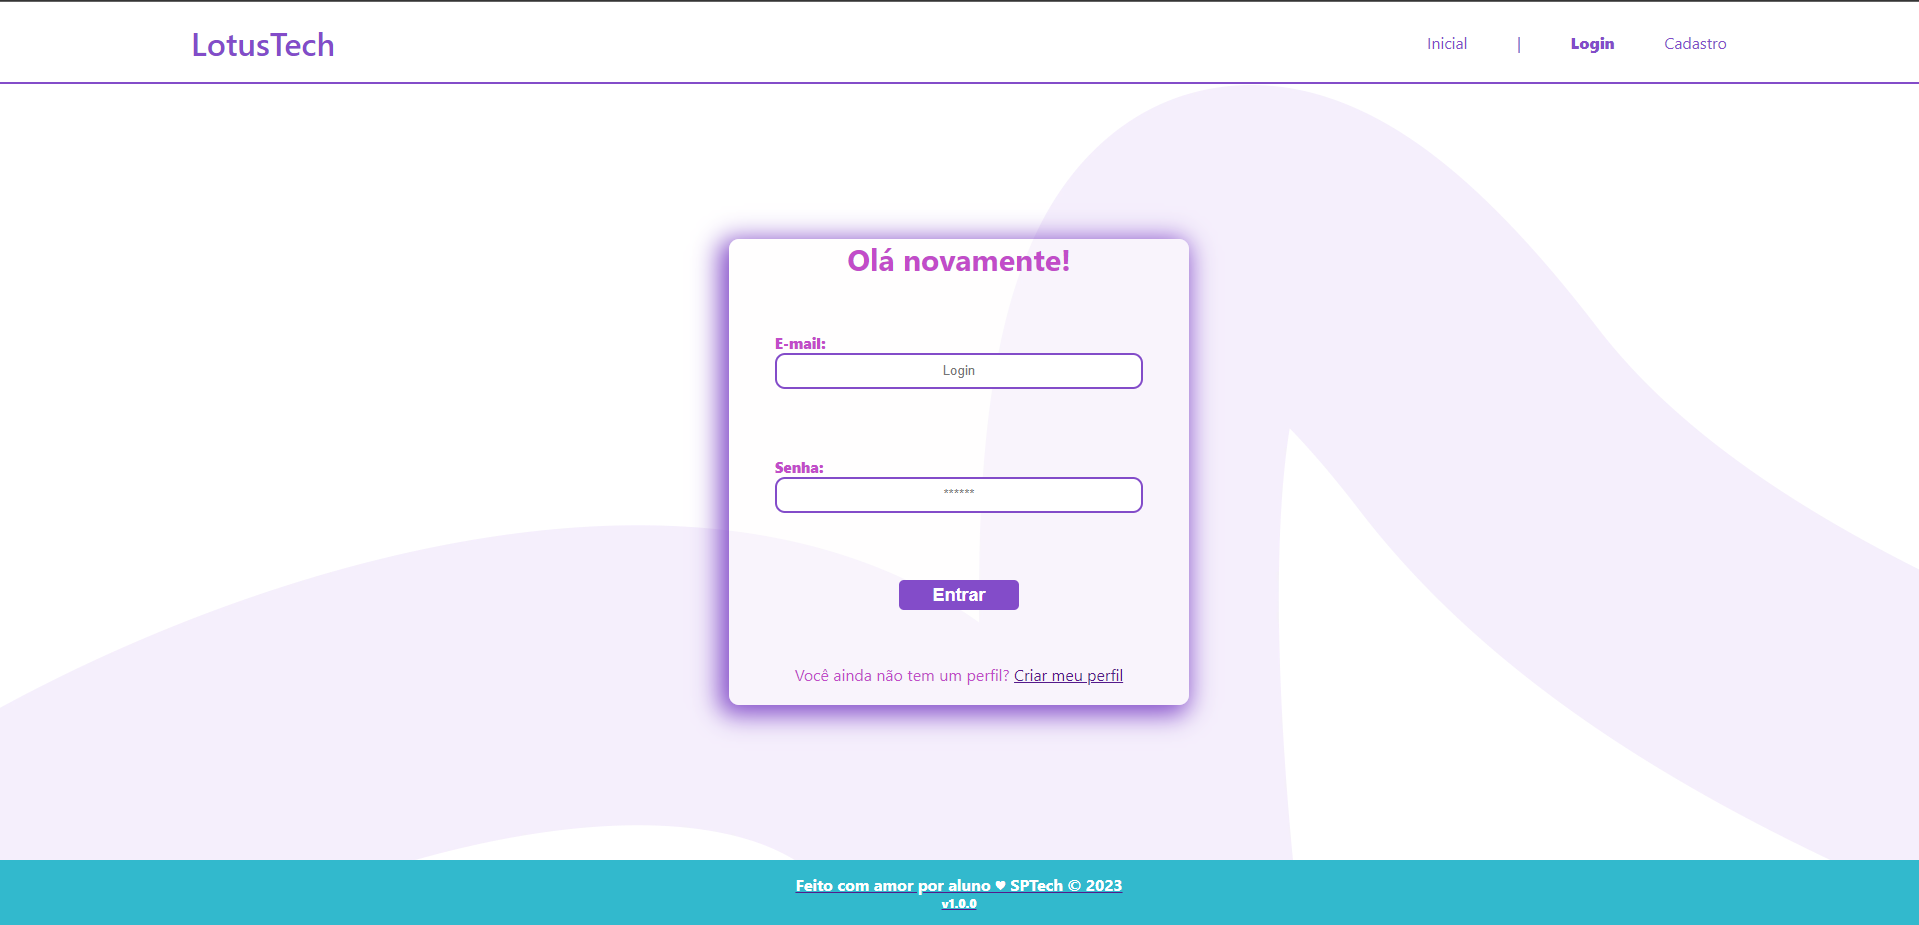 LotusTech
Inicial | Login Cadastro
Olá novamente!
E-mail:
Login
Senha:
******
Entrar
Você ainda não tem um perfil? Criar meu perfil
Feito com amor por aluno ♥ SPTech © 2023
v1.0.0